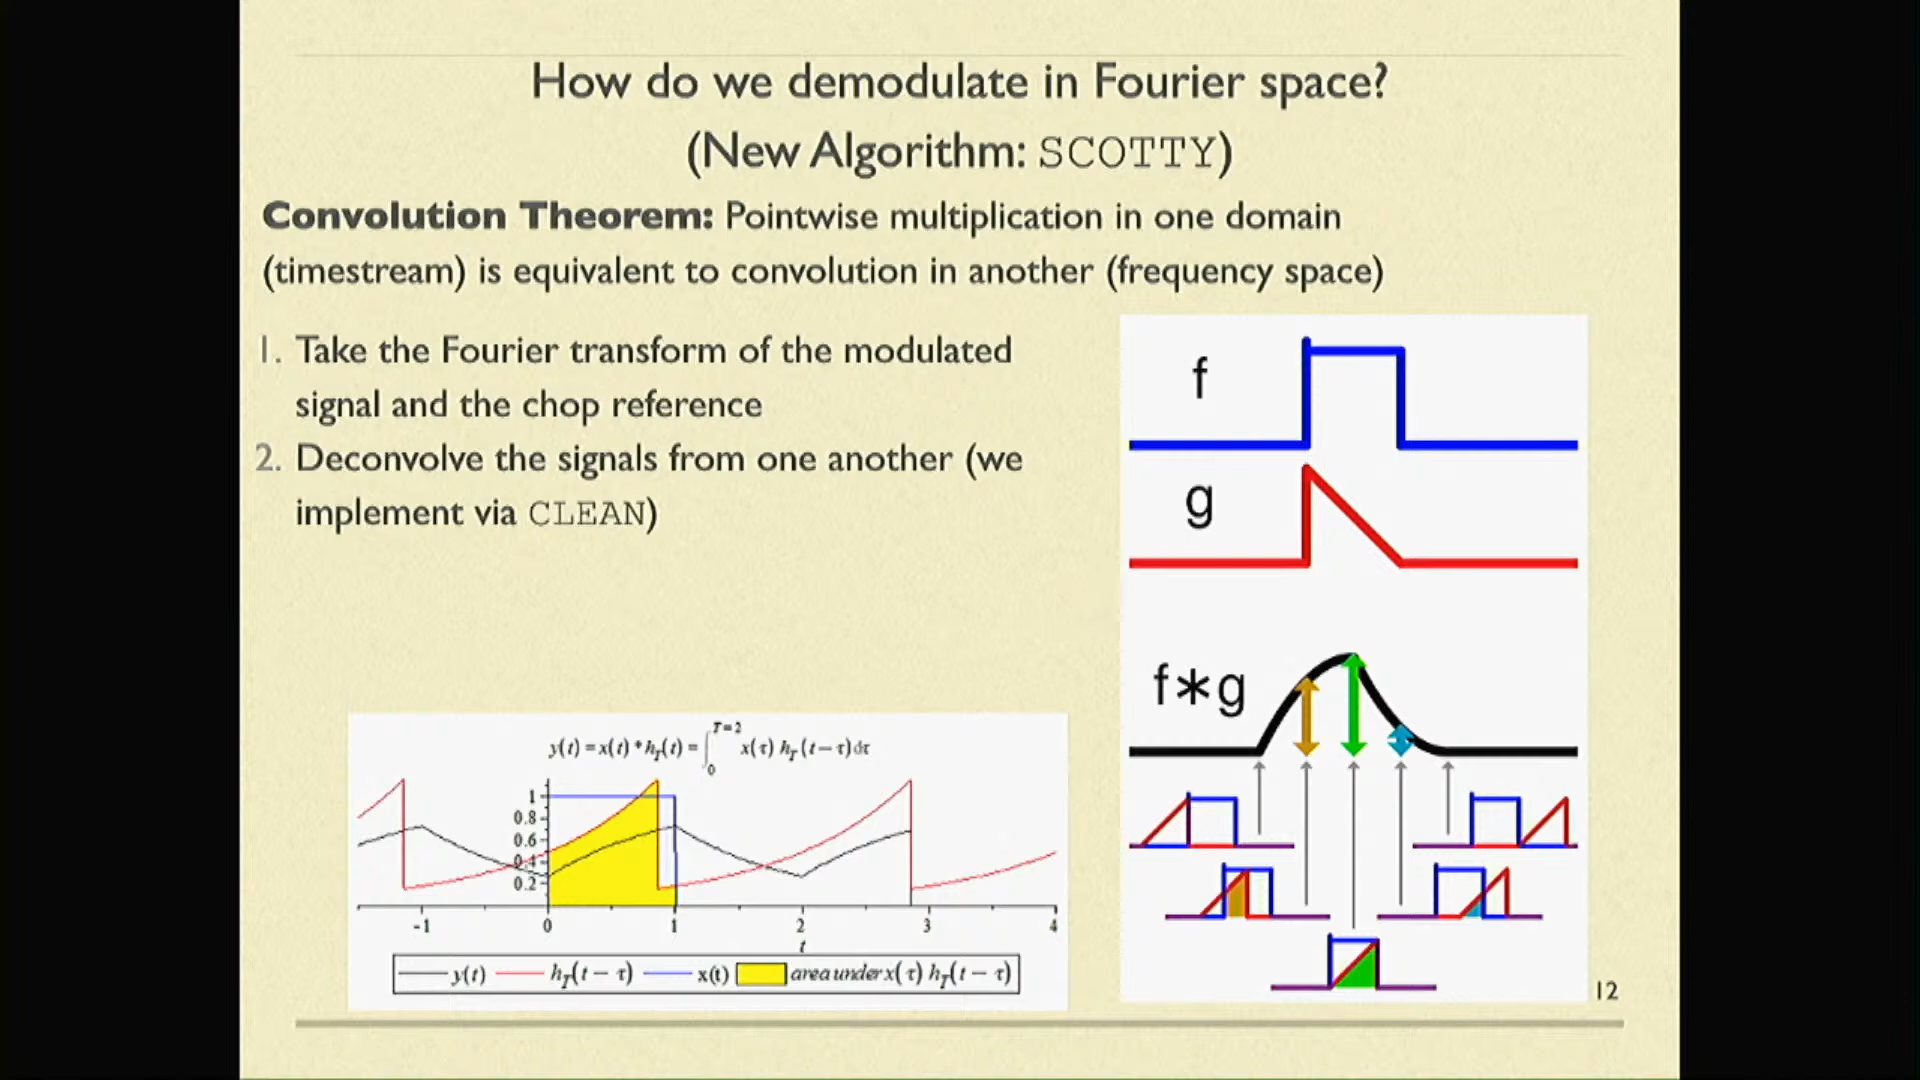 How do we demodulate in Fourier space?
(New Algorithm: SCOTTY)
Convolution Theorem: Pointwise multiplication in one domain
(timestream) is equivalent to convolution in another (frequency space)
1. Take the Fourier transform of the modulated
signal and the chop reference
2. Deconvolve the signals from one another (we
implement via CLEAN)
f
g
f∗g
y(t) = x(t) * h_T(t) = ∫₀^{T=2} x(τ) h_T(t − τ) dτ
1
0.8
0.6
0.4
0.2
-1 0 1 2 3 4
t
y(t) h_T(t − τ) x(t) area under x(τ) h_T(t − τ)
12